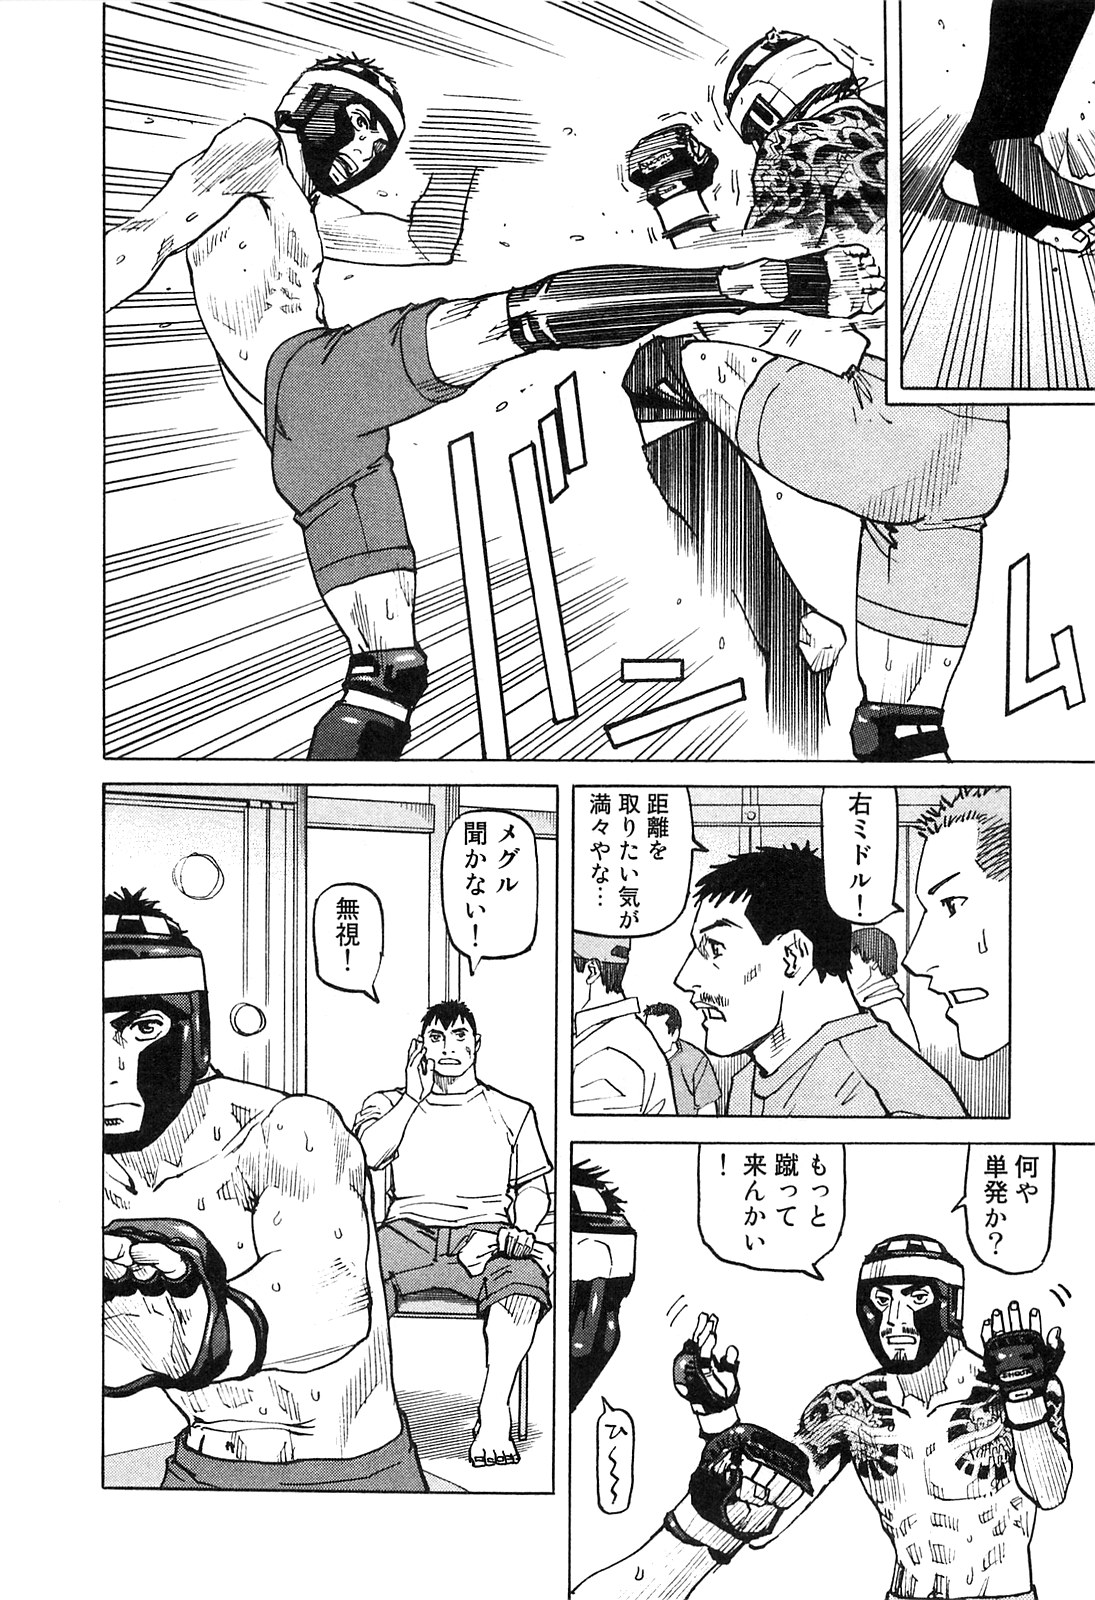 ドゴーム
右ミドル！
距離を
取りたい気が
満々やな…
メグル
聞かない！
無視！
何や
単発か？
もっと
蹴って
来んかい
！
ひ〜〜〜